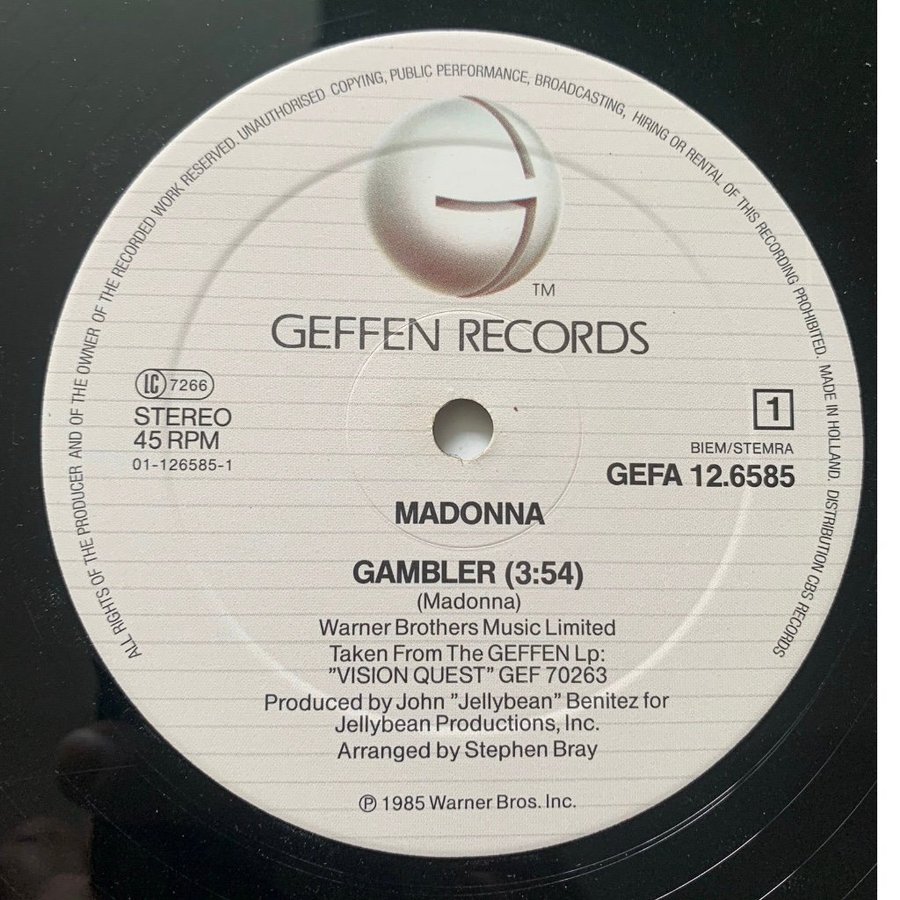 ALL RIGHTS OF THE PRODUCER AND OF THE OWNER OF THE RECORDED WORK RESERVED. UNAUTHORISED COPYING, PUBLIC PERFORMANCE, BROADCASTING, HIRING OR RENTAL OF THIS RECORDING PROHIBITED. MADE IN HOLLAND. DISTRIBUTION CBS RECORDS
TM
GEFFEN RECORDS
LC 7266
STEREO
45 RPM
01-126585-1
1
BIEM/STEMRA
GEFA 12.6585
MADONNA
GAMBLER (3:54)
(Madonna)
Warner Brothers Music Limited
Taken From The GEFFEN Lp:
"VISION QUEST" GEF 70263
Produced by John "Jellybean" Benitez for
Jellybean Productions, Inc.
Arranged by Stephen Bray
℗ 1985 Warner Bros. Inc.